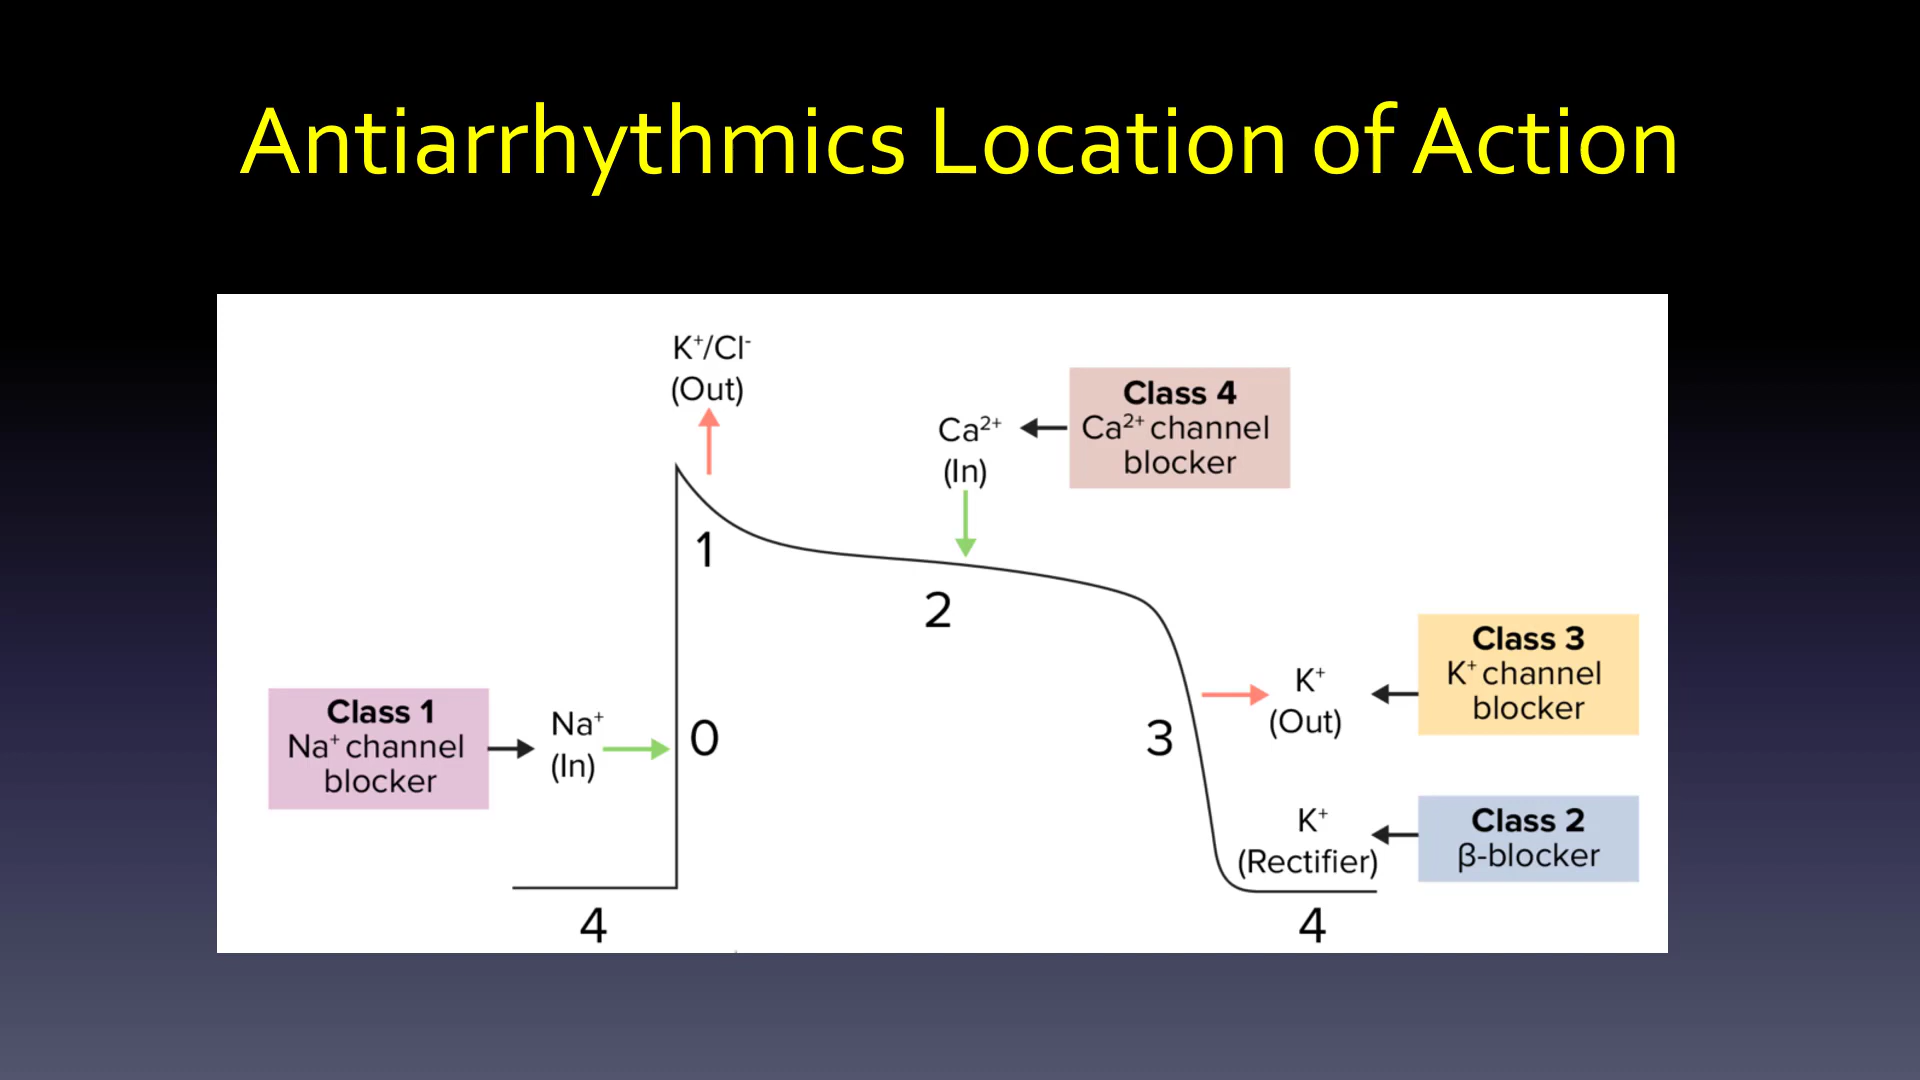 Antiarrhythmics Location of Action
K⁺/Cl⁻
(Out)
Ca²⁺
(In)
Class 4
Ca²⁺ channel
blocker
1
2
Class 1
Na⁺ channel
blocker
Na⁺
(In)
0
3
K⁺
(Out)
Class 3
K⁺ channel
blocker
K⁺
(Rectifier)
Class 2
β-blocker
4
4